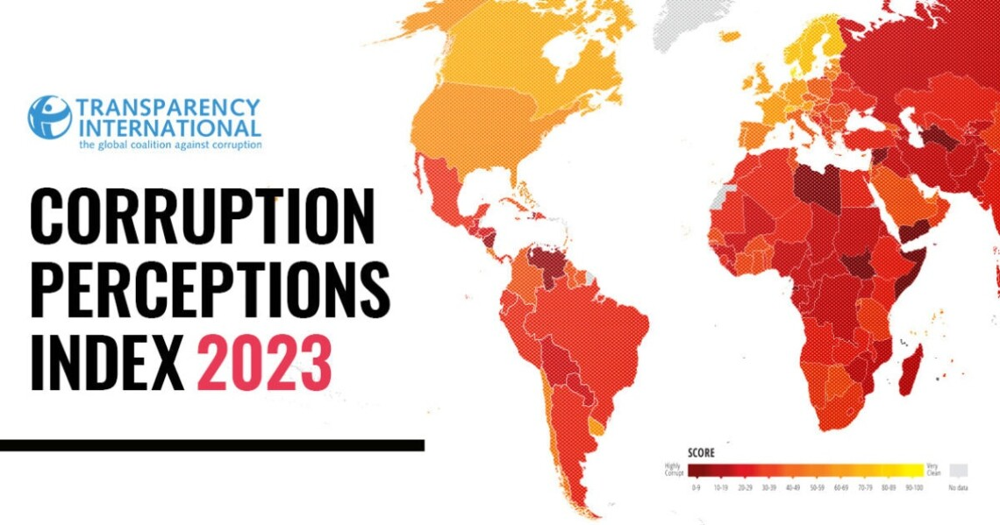 TRANSPARENCY
INTERNATIONAL
the global coalition against corruption
CORRUPTION
PERCEPTIONS
INDEX 2023
SCORE
Highly
Corrupt
Very
Clean
0-9 10-19 20-29 30-39 40-49 50-59 60-69 70-79 80-89 90-100 No data